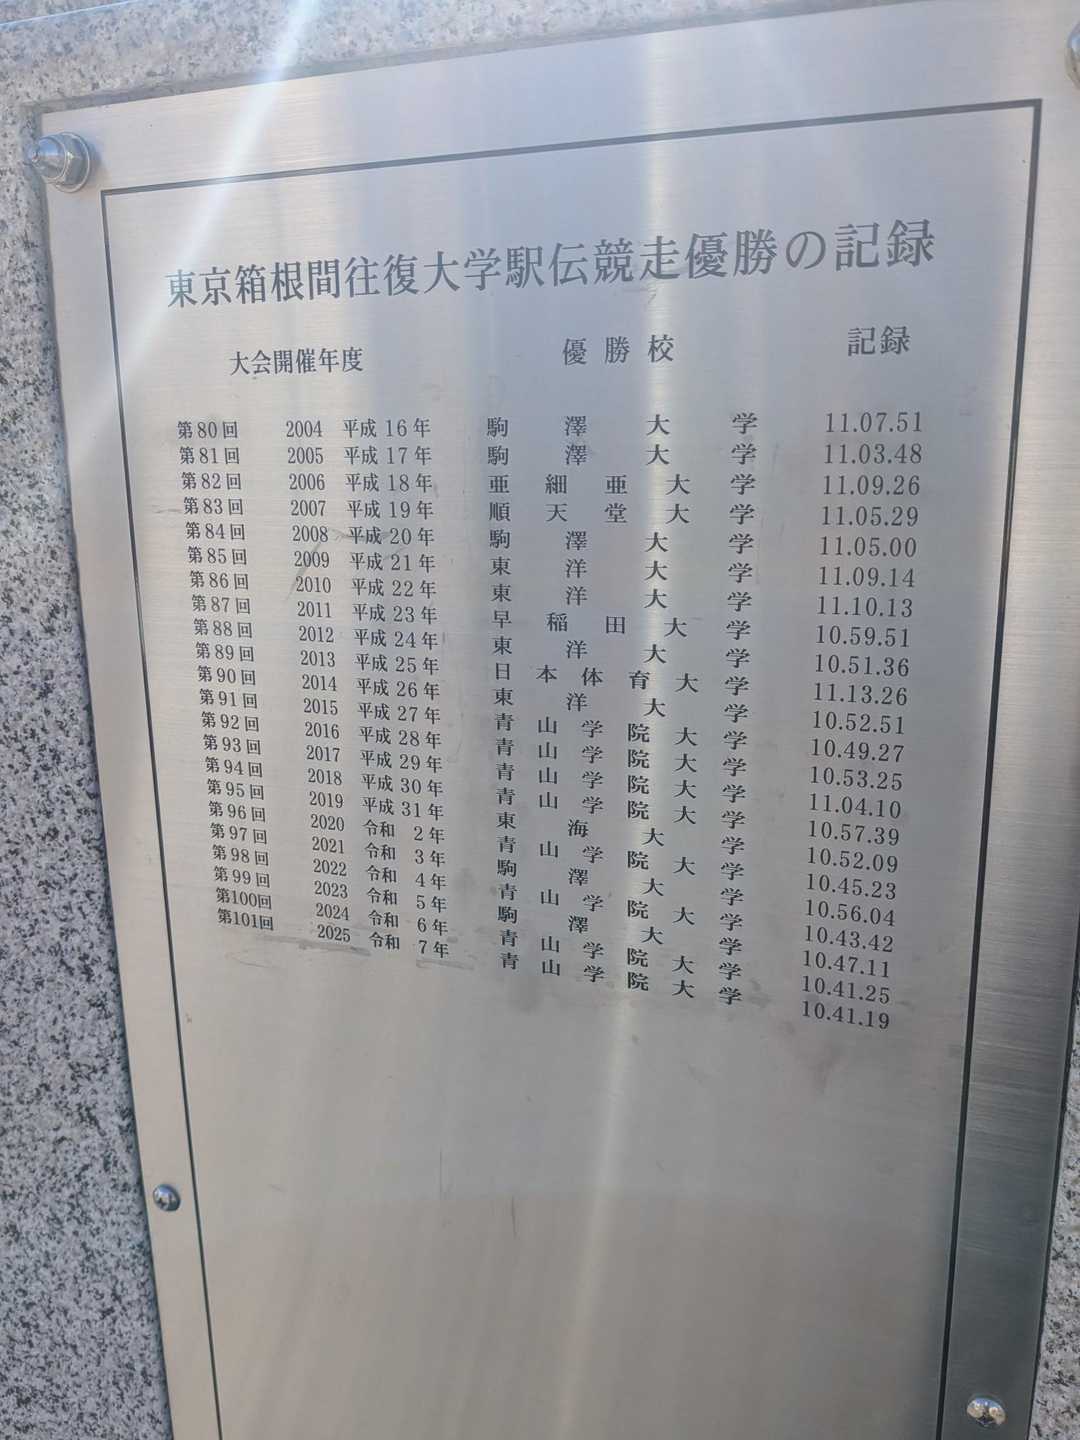 東京箱根間往復大学駅伝競走優勝の記録
大会開催年度 優勝校 記録
第80回 2004 平成16年 駒澤大学 11.07.51
第81回 2005 平成17年 駒澤大学 11.03.48
第82回 2006 平成18年 亜細亜大学 11.09.26
第83回 2007 平成19年 順天堂大学 11.05.29
第84回 2008 平成20年 駒澤大学 11.05.00
第85回 2009 平成21年 東洋大学 11.09.14
第86回 2010 平成22年 東洋大学 11.10.13
第87回 2011 平成23年 早稲田大学 10.59.51
第88回 2012 平成24年 東洋大学 10.51.36
第89回 2013 平成25年 日本体育大学 11.13.26
第90回 2014 平成26年 東洋大学 10.52.51
第91回 2015 平成27年 青山学院大学 10.49.27
第92回 2016 平成28年 青山学院大学 10.53.25
第93回 2017 平成29年 青山学院大学 11.04.10
第94回 2018 平成30年 青山学院大学 10.57.39
第95回 2019 平成31年 東海大学 10.52.09
第96回 2020 令和2年 青山学院大学 10.45.23
第97回 2021 令和3年 駒澤大学 10.56.04
第98回 2022 令和4年 青山学院大学 10.43.42
第99回 2023 令和5年 駒澤大学 10.47.11
第100回 2024 令和6年 青山学院大学 10.41.25
第101回 2025 令和7年 青山学院大学 10.41.19